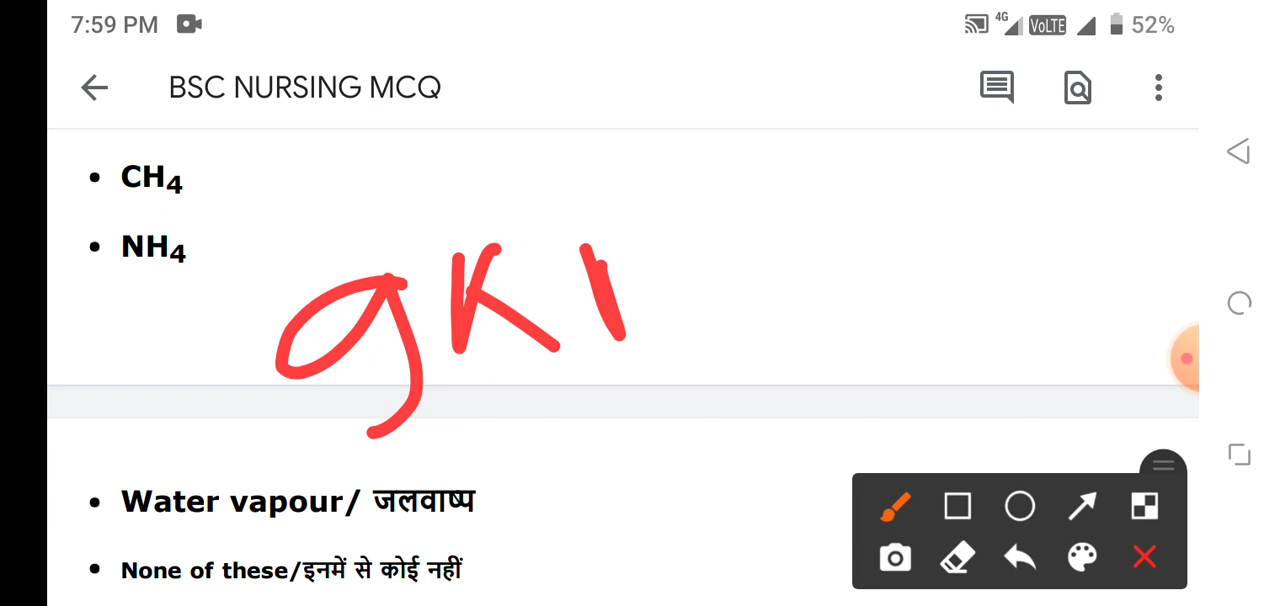 7:59 PM 4G VoLTE 52%
BSC NURSING MCQ
• CH₄
• NH₄
gK1
• Water vapour/ जलवाष्प
• None of these/इनमें से कोई नहीं